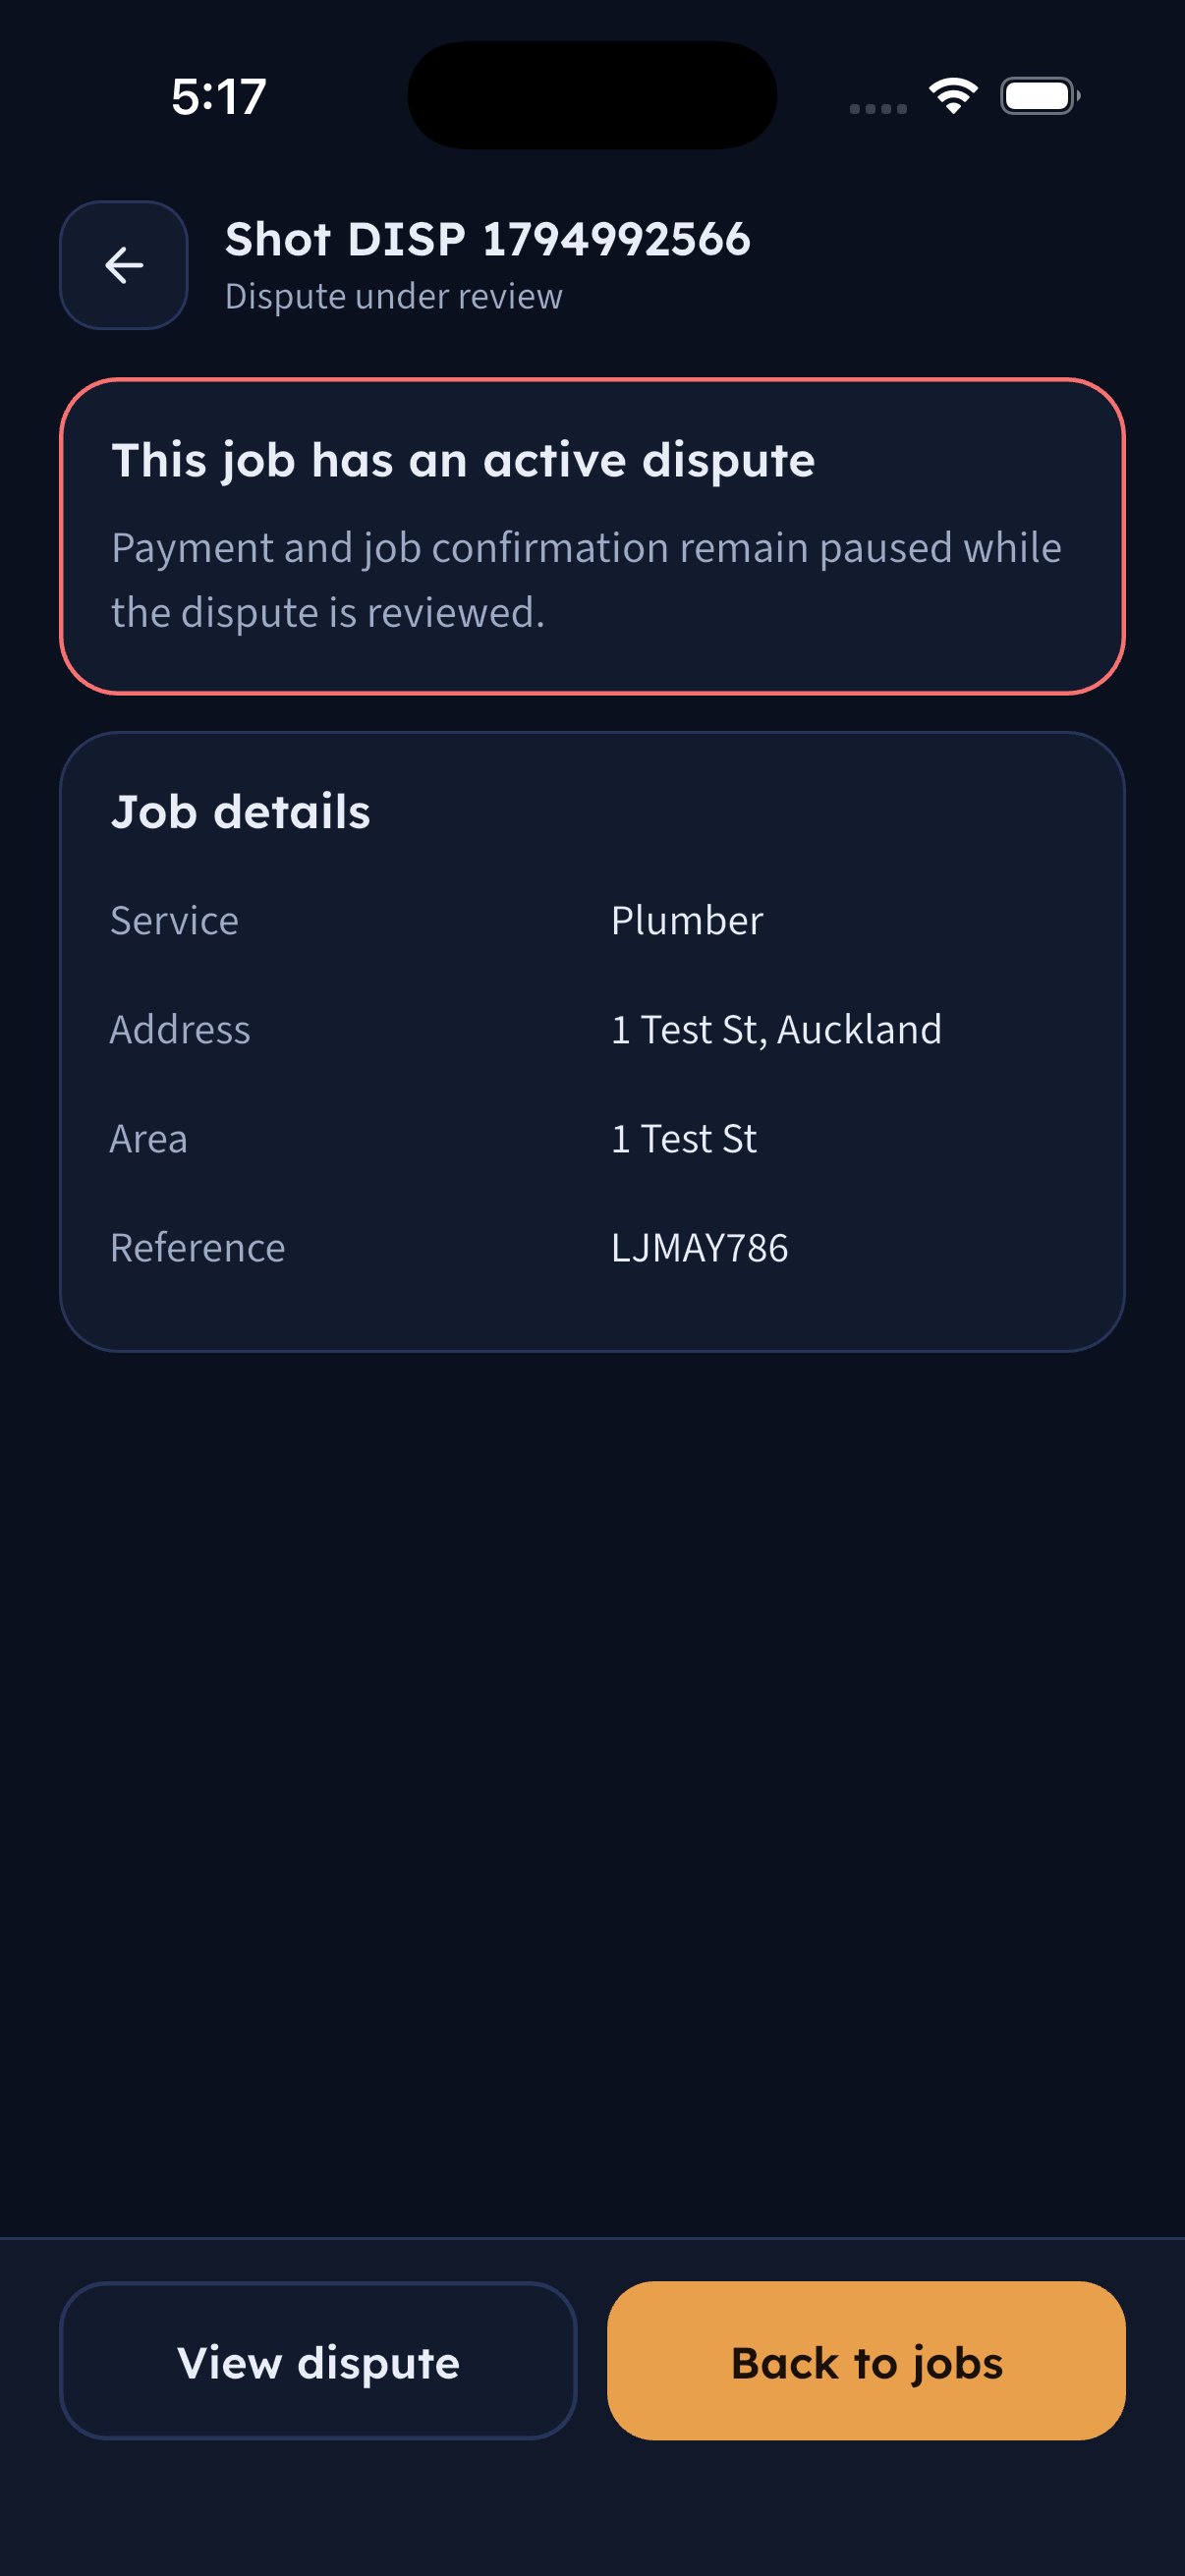 5:17
Shot DISP 1794992566
Dispute under review
This job has an active dispute
Payment and job confirmation remain paused while
the dispute is reviewed.
Job details
Service Plumber
Address 1 Test St, Auckland
Area 1 Test St
Reference LJMAY786
View dispute Back to jobs